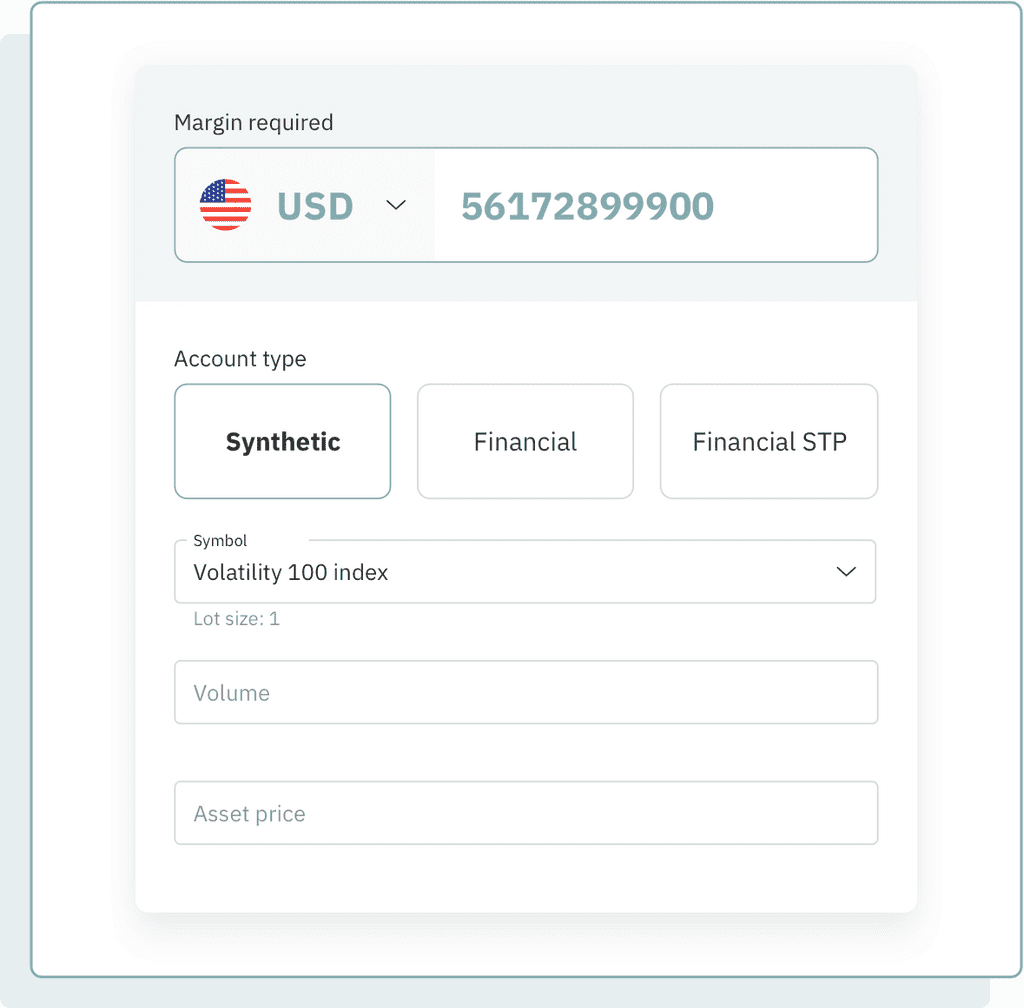 Margin required
USD 56172899900
Account type
Synthetic Financial Financial STP
Symbol
Volatility 100 index
Lot size: 1
Volume
Asset price